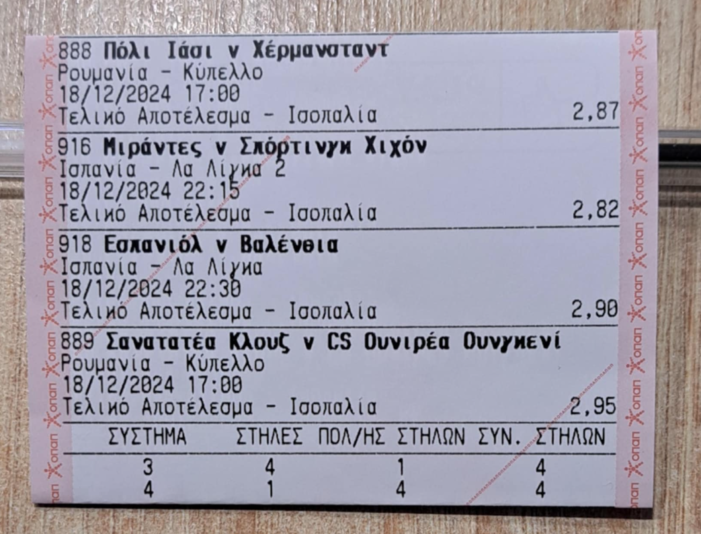 888 Πόλι Ιάσι v Χέρμανσταντ
Ρουμανία - Κύπελλο
18/12/2024 17:00
Τελικό Αποτέλεσμα - Ισοπαλία 2,87
916 Μιράντες v Σπόρτινγκ Χιχόν
Ισπανία - Λα Λίγκα 2
18/12/2024 22:15
Τελικό Αποτέλεσμα - Ισοπαλία 2,82
918 Εσπανιόλ v Βαλένθια
Ισπανία - Λα Λίγκα
18/12/2024 22:30
Τελικό Αποτέλεσμα - Ισοπαλία 2,90
889 Σανατατέα Κλουζ v CS Ουνιρέα Ουνγκενί
Ρουμανία - Κύπελλο
18/12/2024 17:00
Τελικό Αποτέλεσμα - Ισοπαλία 2,95
ΣΥΣΤΗΜΑ ΣΤΗΛΕΣ ΠΟΛ/ΗΣ ΣΤΗΛΩΝ ΣΥΝ. ΣΤΗΛΩΝ
3 4 1 4
4 1 4 4